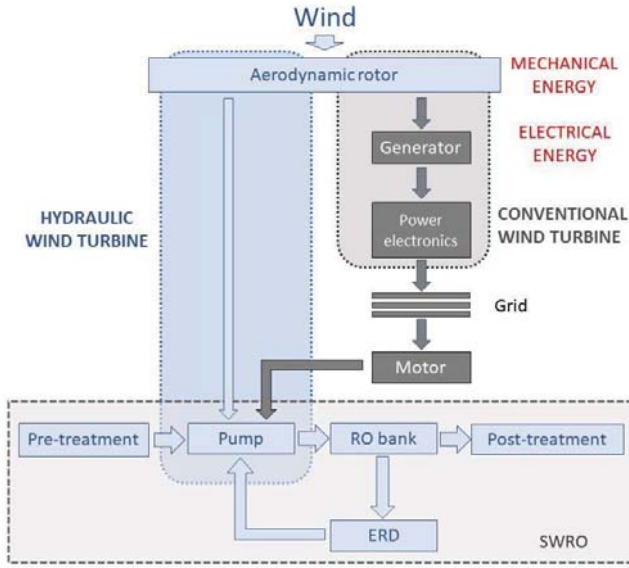 Wind
Aerodynamic rotor
MECHANICAL
ENERGY
Generator
ELECTRICAL
ENERGY
HYDRAULIC
WIND TURBINE
Power
electronics
CONVENTIONAL
WIND TURBINE
Grid
Motor
Pre-treatment
Pump
RO bank
Post-treatment
ERD
SWRO